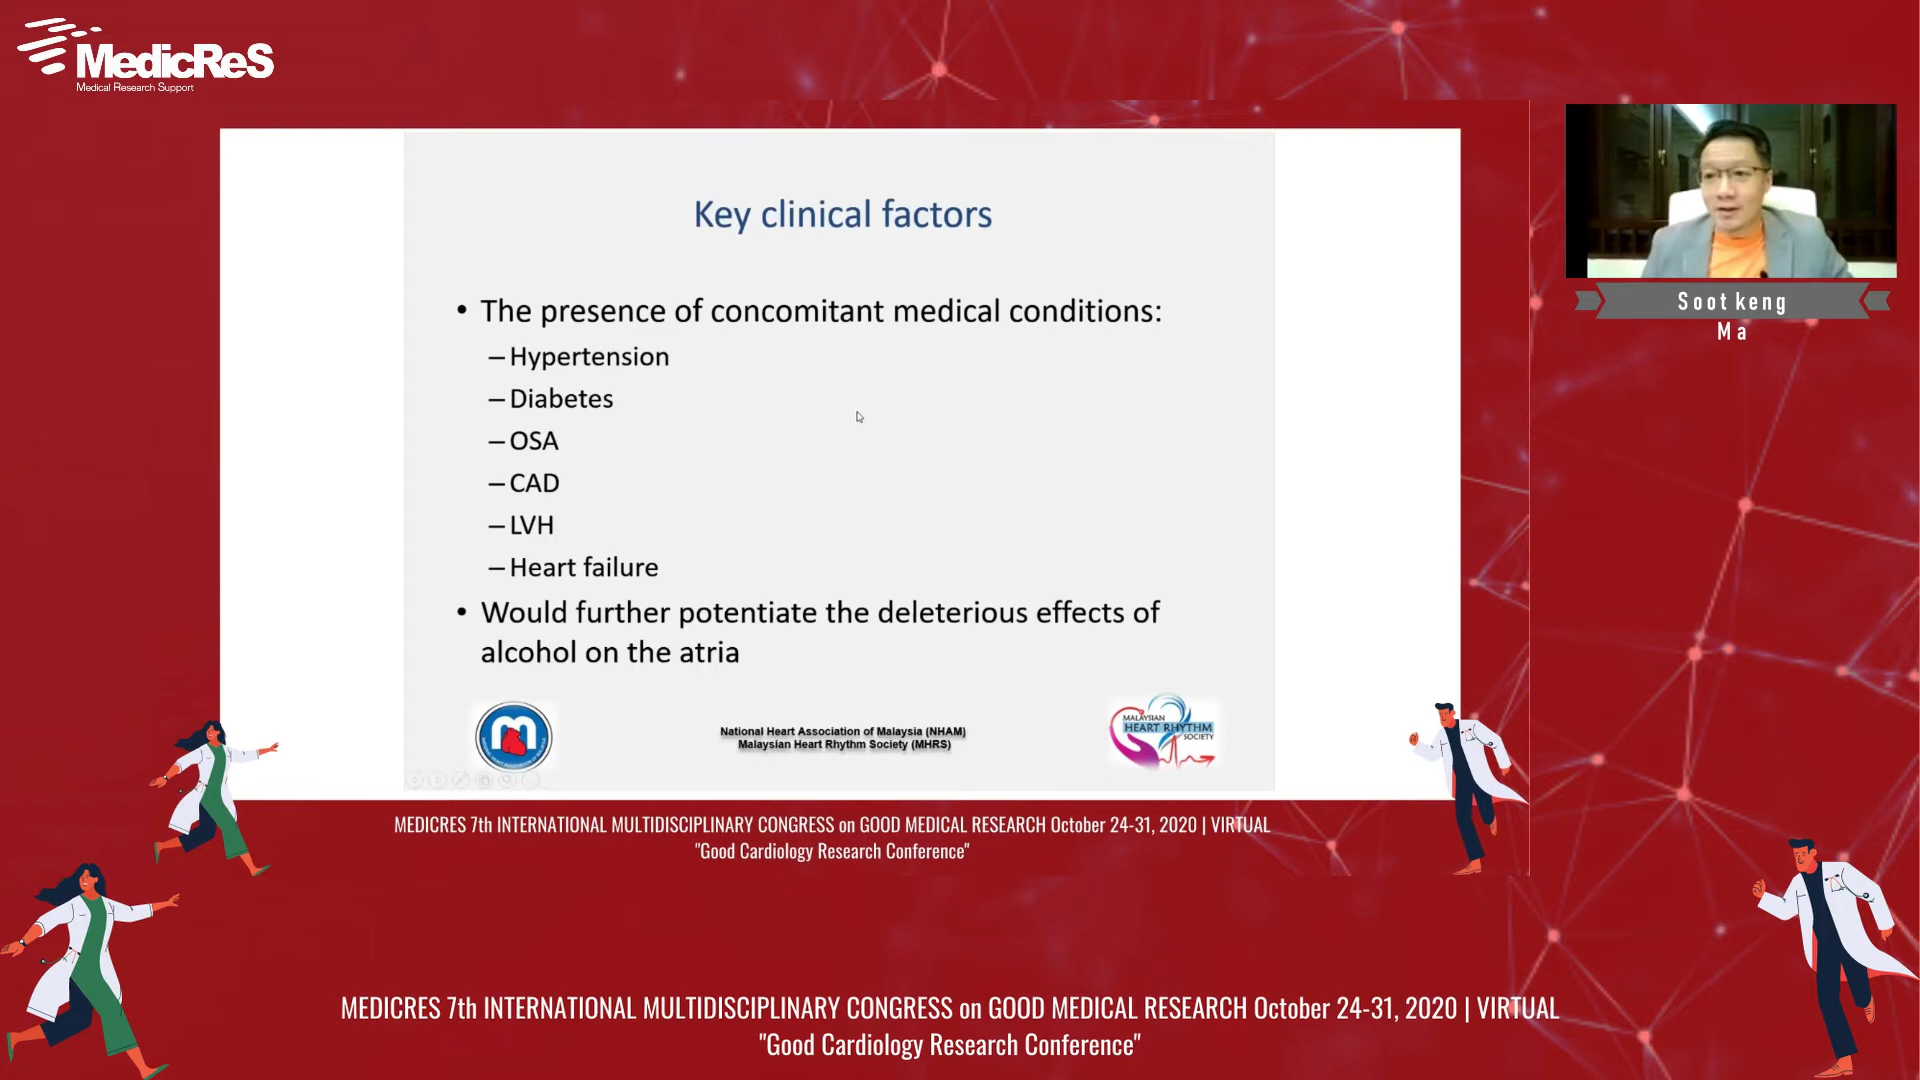 MedicReS
Medical Research Support
Key clinical factors
• The presence of concomitant medical conditions:
– Hypertension
– Diabetes
– OSA
– CAD
– LVH
– Heart failure
• Would further potentiate the deleterious effects of
alcohol on the atria
National Heart Association of Malaysia (NHAM)
Malaysian Heart Rhythm Society (MHRS)
MALAYSIAN
HEART RHYTHM
SOCIETY
Soot keng
Ma
MEDICRES 7th INTERNATIONAL MULTIDISCIPLINARY CONGRESS on GOOD MEDICAL RESEARCH October 24-31, 2020 | VIRTUAL
"Good Cardiology Research Conference"
MEDICRES 7th INTERNATIONAL MULTIDISCIPLINARY CONGRESS on GOOD MEDICAL RESEARCH October 24-31, 2020 | VIRTUAL
"Good Cardiology Research Conference"